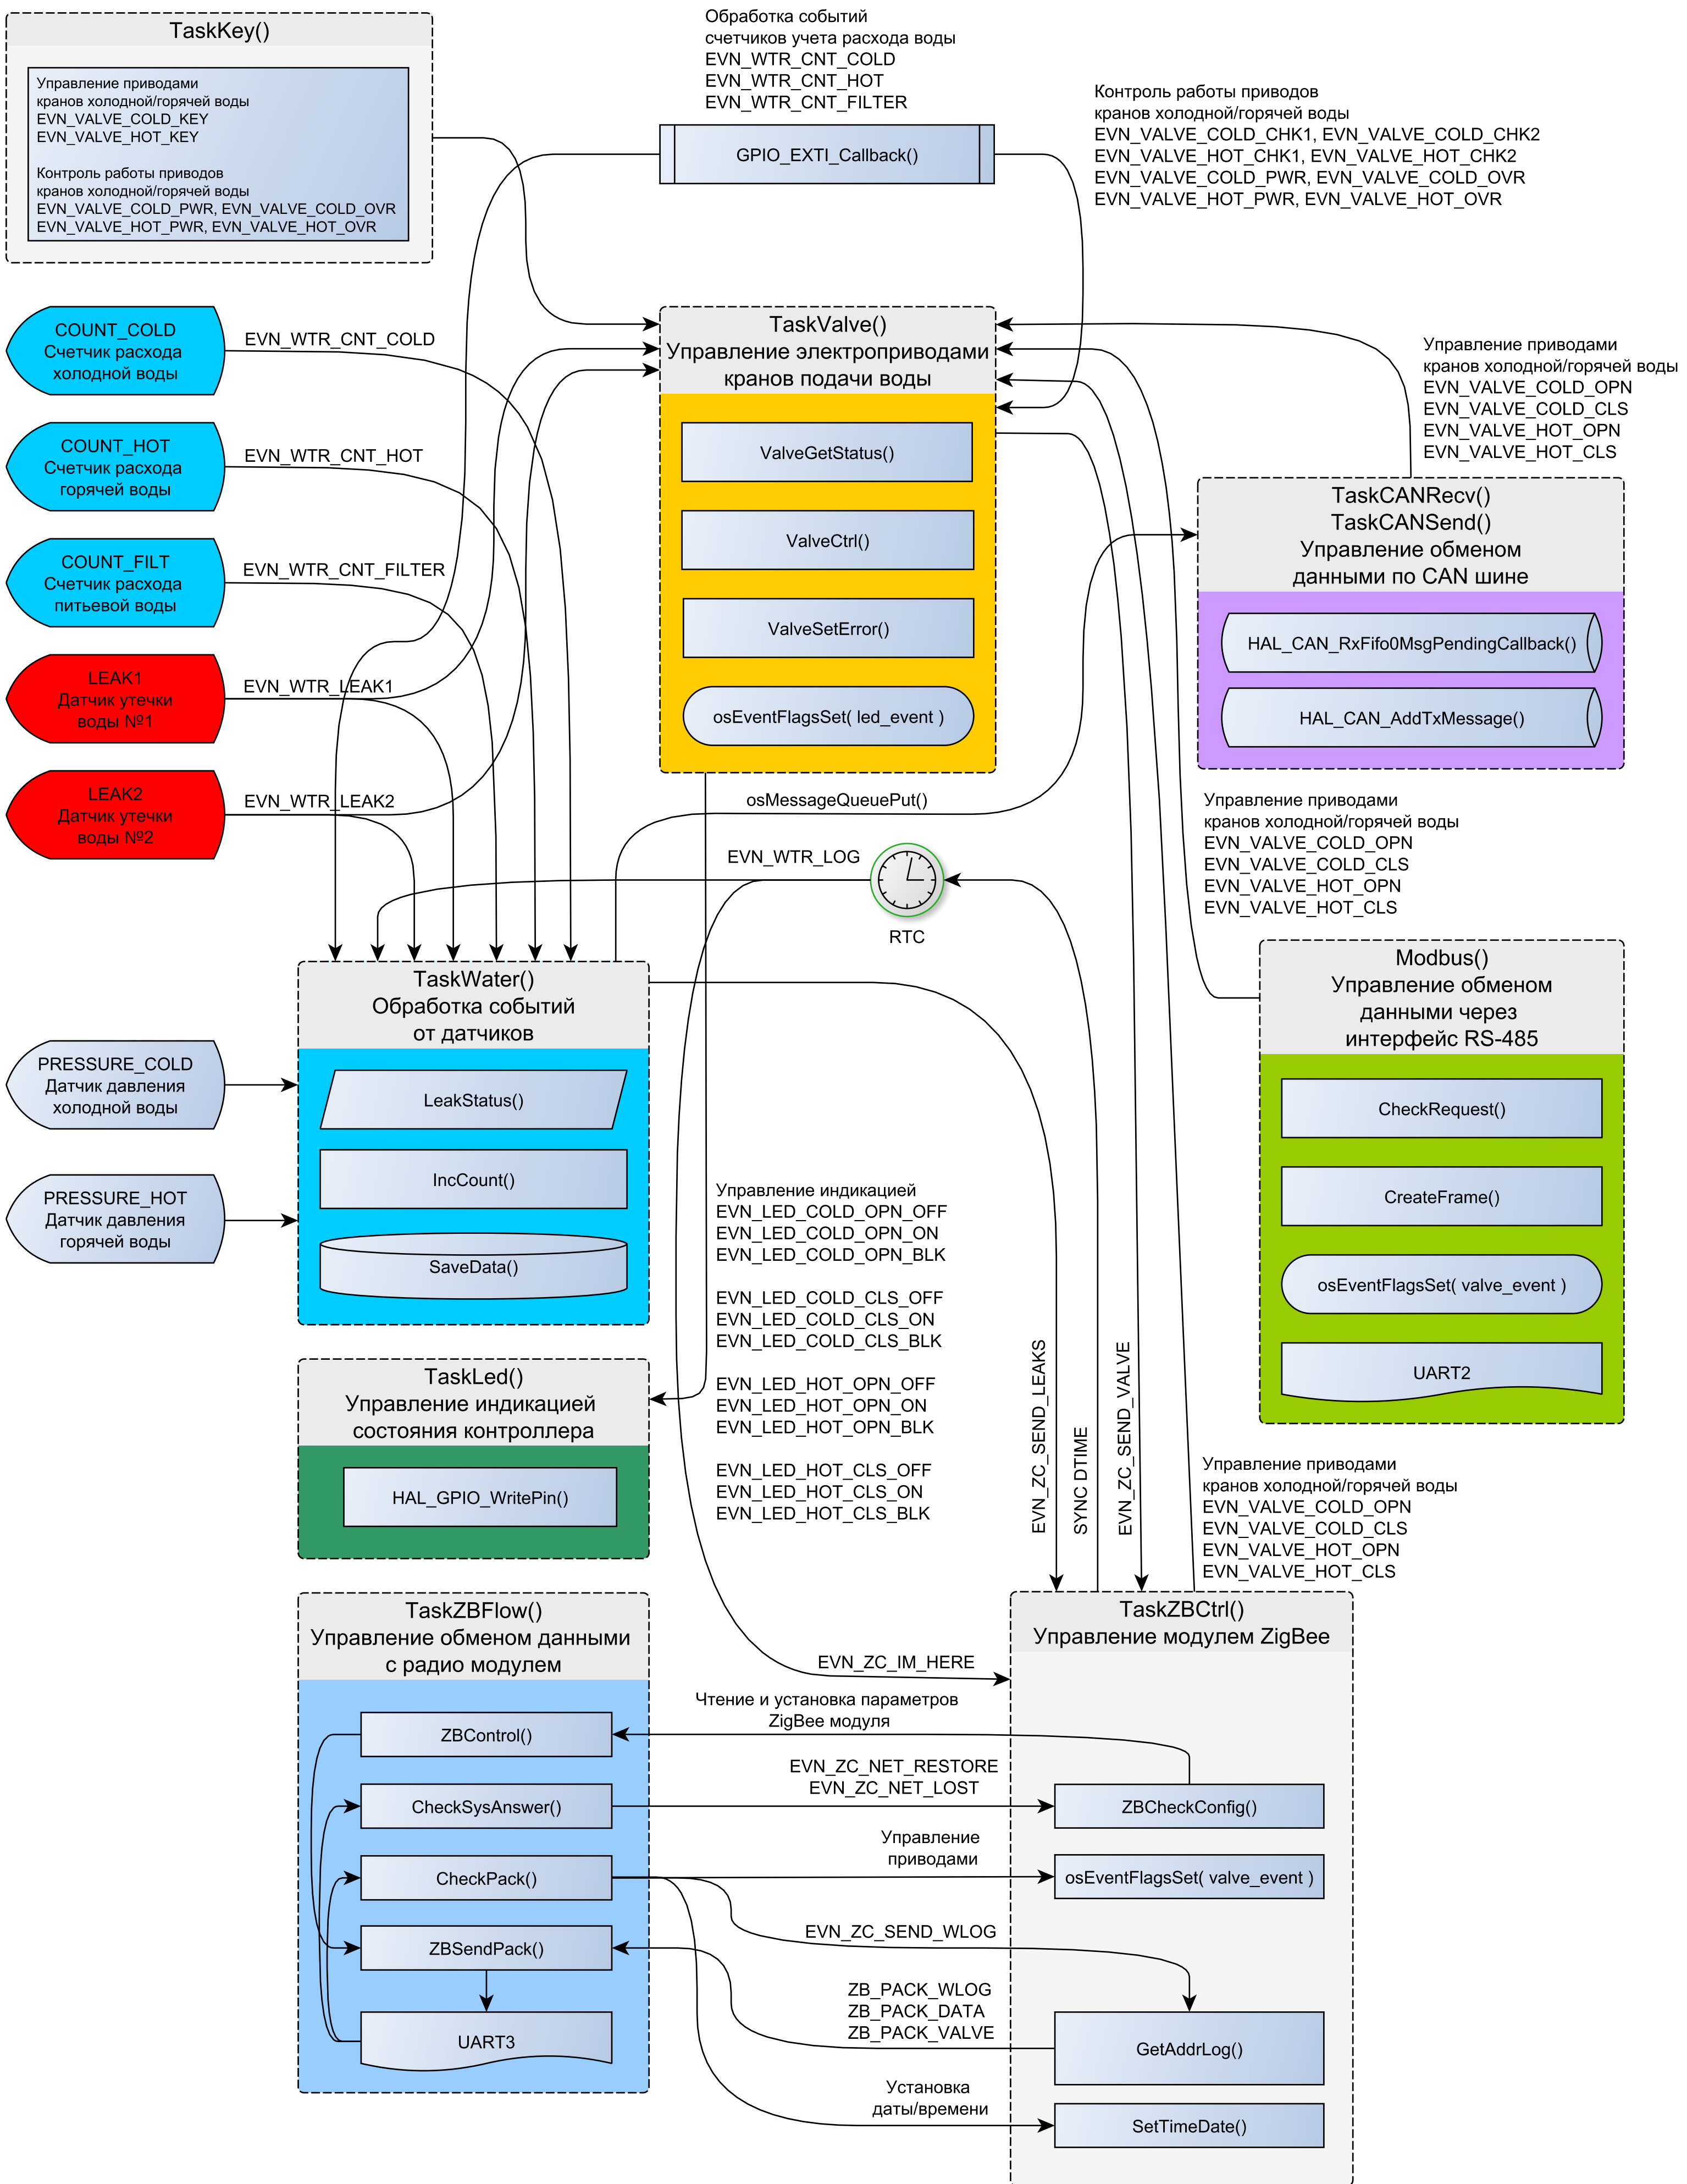 TaskKey()
Управление приводами
кранов холодной/горячей воды
EVN_VALVE_COLD_KEY
EVN_VALVE_HOT_KEY
Контроль работы приводов
кранов холодной/горячей воды
EVN_VALVE_COLD_PWR, EVN_VALVE_COLD_OVR
EVN_VALVE_HOT_PWR, EVN_VALVE_HOT_OVR
Обработка событий
счетчиков учета расхода воды
EVN_WTR_CNT_COLD
EVN_WTR_CNT_HOT
EVN_WTR_CNT_FILTER
GPIO_EXTI_Callback()
Контроль работы приводов
кранов холодной/горячей воды
EVN_VALVE_COLD_CHK1, EVN_VALVE_COLD_CHK2
EVN_VALVE_HOT_CHK1, EVN_VALVE_HOT_CHK2
EVN_VALVE_COLD_PWR, EVN_VALVE_COLD_OVR
EVN_VALVE_HOT_PWR, EVN_VALVE_HOT_OVR
COUNT_COLD
Счетчик расхода
холодной воды
EVN_WTR_CNT_COLD
COUNT_HOT
Счетчик расхода
горячей воды
EVN_WTR_CNT_HOT
COUNT_FILT
Счетчик расхода
питьевой воды
EVN_WTR_CNT_FILTER
LEAK1
Датчик утечки
воды №1
EVN_WTR_LEAK1
LEAK2
Датчик утечки
воды №2
EVN_WTR_LEAK2
TaskValve()
Управление электроприводами
кранов подачи воды
ValveGetStatus()
ValveCtrl()
ValveSetError()
osEventFlagsSet( led_event )
Управление приводами
кранов холодной/горячей воды
EVN_VALVE_COLD_OPN
EVN_VALVE_COLD_CLS
EVN_VALVE_HOT_OPN
EVN_VALVE_HOT_CLS
TaskCANRecv()
TaskCANSend()
Управление обменом
данными по CAN шине
HAL_CAN_RxFifo0MsgPendingCallback()
HAL_CAN_AddTxMessage()
osMessageQueuePut()
EVN_WTR_LOG
RTC
Управление приводами
кранов холодной/горячей воды
EVN_VALVE_COLD_OPN
EVN_VALVE_COLD_CLS
EVN_VALVE_HOT_OPN
EVN_VALVE_HOT_CLS
Modbus()
Управление обменом
данными через
интерфейс RS-485
CheckRequest()
CreateFrame()
osEventFlagsSet( valve_event )
UART2
PRESSURE_COLD
Датчик давления
холодной воды
PRESSURE_HOT
Датчик давления
горячей воды
TaskWater()
Обработка событий
от датчиков
LeakStatus()
IncCount()
SaveData()
TaskLed()
Управление индикацией
состояния контроллера
HAL_GPIO_WritePin()
Управление индикацией
EVN_LED_COLD_OPN_OFF
EVN_LED_COLD_OPN_ON
EVN_LED_COLD_OPN_BLK
EVN_LED_COLD_CLS_OFF
EVN_LED_COLD_CLS_ON
EVN_LED_COLD_CLS_BLK
EVN_LED_HOT_OPN_OFF
EVN_LED_HOT_OPN_ON
EVN_LED_HOT_OPN_BLK
EVN_LED_HOT_CLS_OFF
EVN_LED_HOT_CLS_ON
EVN_LED_HOT_CLS_BLK
EVN_ZC_SEND_LEAKS
SYNC DTIME
EVN_ZC_SEND_VALVE
Управление приводами
кранов холодной/горячей воды
EVN_VALVE_COLD_OPN
EVN_VALVE_COLD_CLS
EVN_VALVE_HOT_OPN
EVN_VALVE_HOT_CLS
TaskZBFlow()
Управление обменом данными
с радио модулем
ZBControl()
CheckSysAnswer()
CheckPack()
ZBSendPack()
UART3
EVN_ZC_IM_HERE
Чтение и установка параметров
ZigBee модуля
EVN_ZC_NET_RESTORE
EVN_ZC_NET_LOST
Управление
приводами
EVN_ZC_SEND_WLOG
ZB_PACK_WLOG
ZB_PACK_DATA
ZB_PACK_VALVE
Установка
даты/времени
TaskZBCtrl()
Управление модулем ZigBee
ZBCheckConfig()
osEventFlagsSet( valve_event )
GetAddrLog()
SetTimeDate()